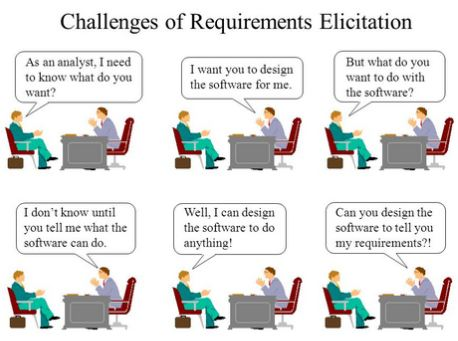 Challenges of Requirements Elicitation
As an analyst, I need
to know what do you
want?
I want you to design
the software for me.
But what do you
want to do with
the software?
I don't know until
you tell me what the
software can do.
Well, I can design
the software to do
anything!
Can you design the
software to tell you
my requirements?!